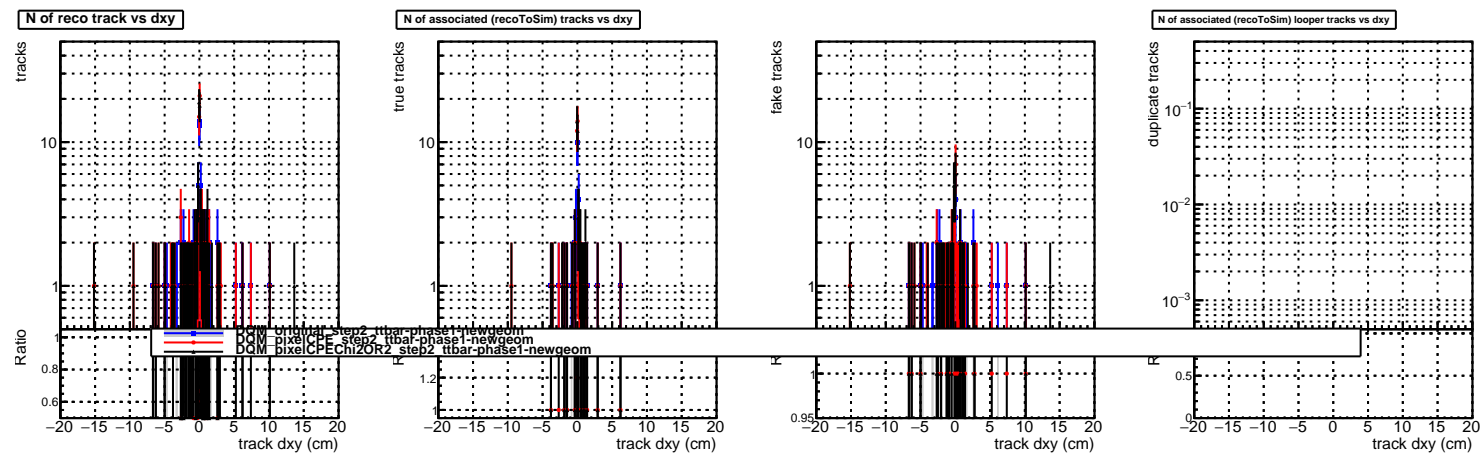 N of reco track vs dxy
tracks
10
1
Ratio
1
0.8
0.6
−20 −15 −10 −5 0 5 10 15 20
track dxy (cm)
N of associated (recoToSim) tracks vs dxy
true tracks
10
1
1.2
1
−20 −15 −10 −5 0 5 10 15 20
track dxy (cm)
fake tracks
10
1
1
0.95
−20 −15 −10 −5 0 5 10 15 20
track dxy (cm)
N of associated (recoToSim) looper tracks vs dxy
duplicate tracks
10−1
10−2
10−3
0.5
0
−20 −15 −10 −5 0 5 10 15 20
track dxy (cm)
DQM_original_step2_ttbar-phase1-newgeom
DQM_pixelCPE_step2_ttbar-phase1-newgeom
DQM_pixelCPEChi2OR2_step2_ttbar-phase1-newgeom